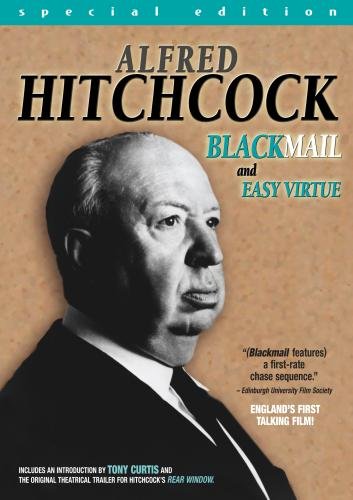 special edition
ALFRED
HITCHCOCK
BLACKMAIL
and
EASY VIRTUE
“(Blackmail features)
a first-rate
chase sequence.”
– Edinburgh University Film Society
ENGLAND'S FIRST
TALKING FILM!
INCLUDES AN INTRODUCTION BY TONY CURTIS AND
THE ORIGINAL THEATRICAL TRAILER FOR HITCHCOCK'S REAR WINDOW.